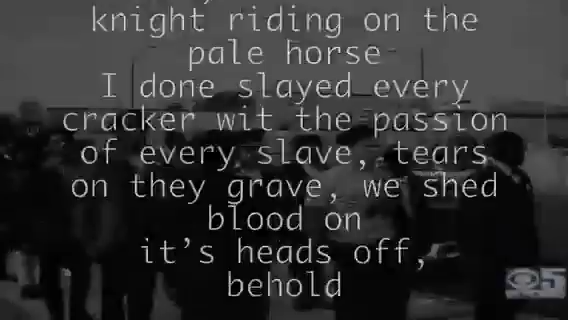 knight riding on the
pale horse
I done slayed every
cracker wit the passion
of every slave, tears
on they grave, we shed
blood on
it's heads off,
behold
5